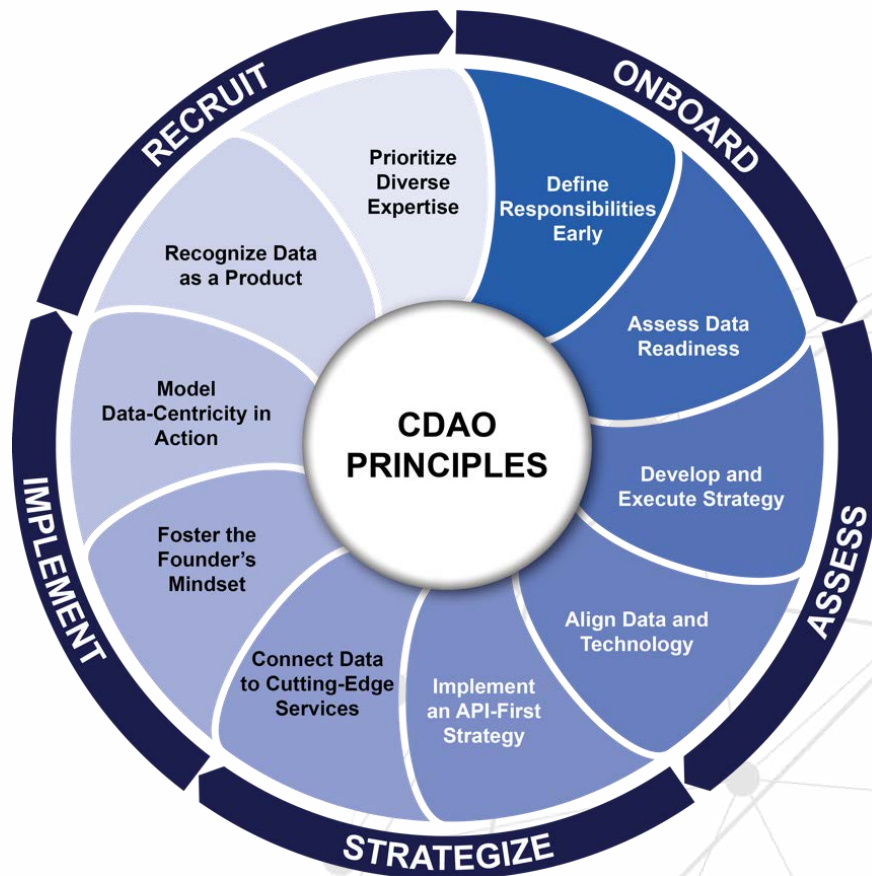 RECRUIT
ONBOARD
ASSESS
STRATEGIZE
IMPLEMENT
CDAO
PRINCIPLES
Prioritize
Diverse
Expertise
Define
Responsibilities
Early
Assess Data
Readiness
Develop and
Execute Strategy
Align Data and
Technology
Implement
an API-First
Strategy
Connect Data
to Cutting-Edge
Services
Foster the
Founder’s
Mindset
Model
Data-Centricity in
Action
Recognize Data
as a Product